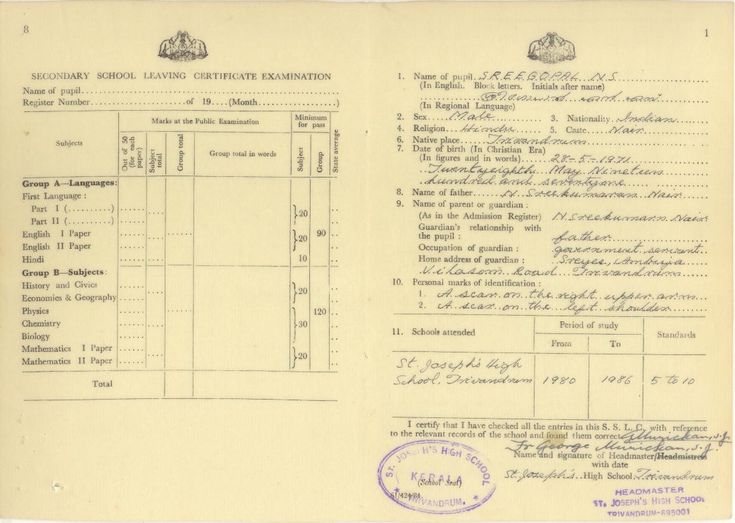 8
SECONDARY SCHOOL LEAVING CERTIFICATE EXAMINATION
Name of pupil
Register Number of 19 (Month )
Subjects
Marks at the Public Examination
Minimum for pass
Out of 50 (for each paper)
Subject total
Group total
Group total in words
Subject
Group
State average
Group A—Languages:
First Language :
Part I (..........)
Part II (..........)
20
English I Paper
20 90
English II Paper
Hindi 10
Group B—Subjects:
History and Civics
20
Economics & Geography
Physics 120
Chemistry 30
Biology
Mathematics I Paper
20
Mathematics II Paper
Total
1
1. Name of pupil SREEGOPAL N.S
(In English. Block letters. Initials after name)
(In Regional Language)
2. Sex Male 3. Nationality Indian
4. Religion Hindu 5. Caste Nair
6. Native place Trivandrum
7. Date of birth (In Christian Era)
(In figures and in words) 28-5-1971
Twentyeighth May Nineteen
hundred and seventyone
8. Name of father N Sreekumaran Nair
9. Name of parent or guardian :
(As in the Admission Register) N Sreekumaran Nair
Guardian's relationship with
the pupil : father
Occupation of guardian : government servant
Home address of guardian : Sreyes, Ambuja
Vilasom Road Trivandrum
10. Personal marks of identification :
1. A scar on the right upper arm
2. A scar on the left shoulder
11. Schools attended
Period of study
From To
Standards
St. Joseph's High
School, Trivandrum 1980 1986 5 to 10
I certify that I have checked all the entries in this S. S. L. C. with reference
to the relevant records of the school and found them correct
Fr George Murickan, s.j.
Name and signature of Headmaster/Headmistress
with date
St. Joseph's High School, Trivandrum
(School Seal)
ST. JOSEPH'S HIGH SCHOOL
KERALA
TRIVANDRUM
HEADMASTER
ST. JOSEPH'S HIGH SCHOOL
TRIVANDRUM-695001